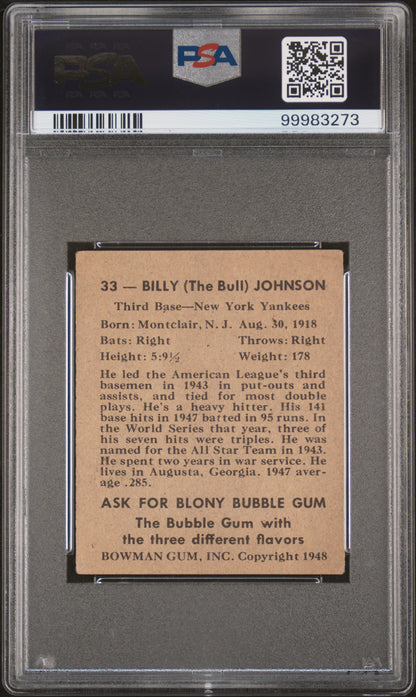 PSA
PSA
99983273
33 — BILLY (The Bull) JOHNSON
Third Base—New York Yankees
Born: Montclair, N. J. Aug. 30, 1918
Bats: Right Throws: Right
Height: 5:9½ Weight: 178
He led the American League's third
basemen in 1943 in put-outs and
assists, and tied for most double
plays. He's a heavy hitter. His 141
base hits in 1947 batted in 95 runs. In
the World Series that year, three of
his seven hits were triples. He was
named for the All Star Team in 1943.
He spent two years in war service. He
lives in Augusta, Georgia. 1947 aver-
age .285.
ASK FOR BLONY BUBBLE GUM
The Bubble Gum with
the three different flavors
BOWMAN GUM, INC. Copyright 1948